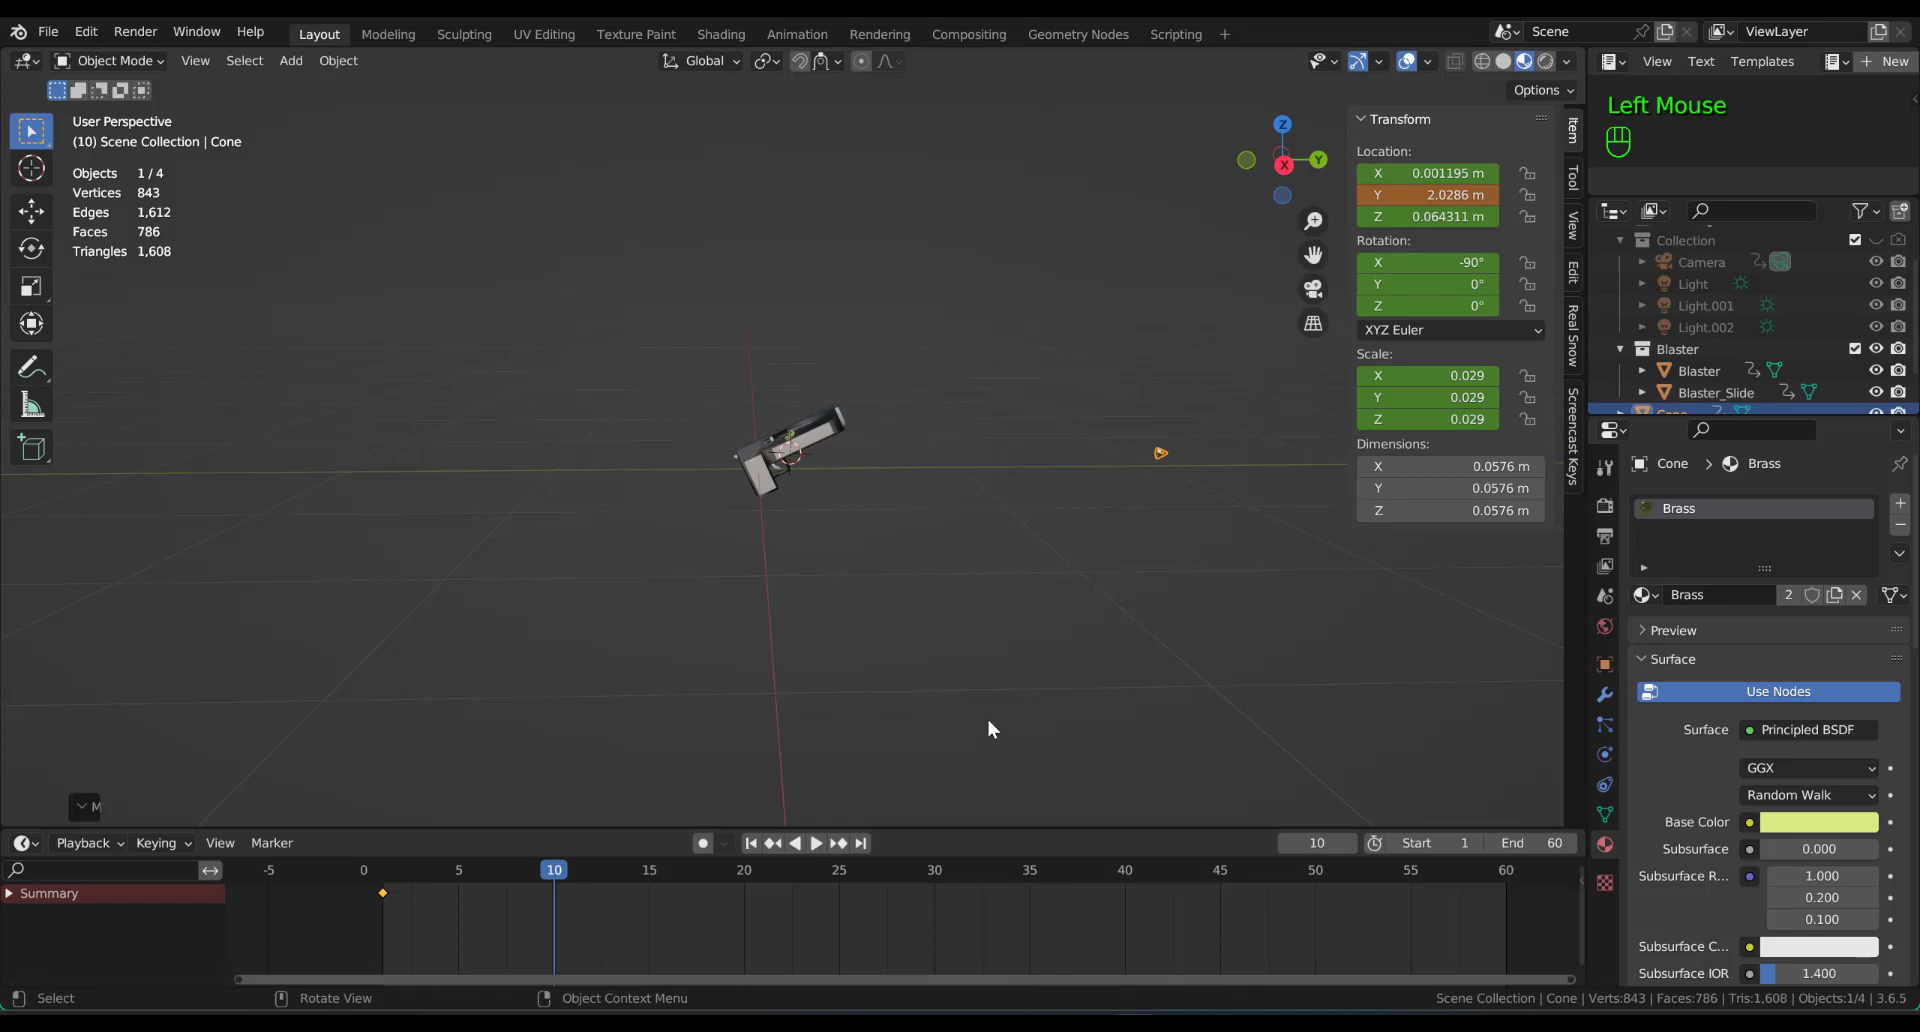 File Edit Render Window Help Layout Modeling Sculpting UV Editing Texture Paint Shading Animation Rendering Compositing Geometry Nodes Scripting + Scene ViewLayer
Object Mode View Select Add Object Global View Text Templates New
Options
Left Mouse
User Perspective
(10) Scene Collection | Cone
Objects 1 / 4
Vertices 843
Edges 1,612
Faces 786
Triangles 1,608
Z
Y
X
Transform
Location:
X 0.001195 m
Y 2.0286 m
Z 0.064311 m
Rotation:
X -90°
Y 0°
Z 0°
XYZ Euler
Scale:
X 0.029
Y 0.029
Z 0.029
Dimensions:
X 0.0576 m
Y 0.0576 m
Z 0.0576 m
Item
Tool
View
Edit
Real Snow
Screencast Keys
Collection
Camera
Light
Light.001
Light.002
Blaster
Blaster
Blaster_Slide
Cone
Cone Brass
Brass
Brass 2
Preview
Surface
Use Nodes
Surface Principled BSDF
GGX
Random Walk
Base Color
Subsurface 0.000
Subsurface R... 1.000
0.200
0.100
Subsurface C...
Subsurface IOR 1.400
M
Playback Keying View Marker 10 Start 1 End 60
-5 0 5 10 15 20 25 30 35 40 45 50 55 60
Summary
Select Rotate View Object Context Menu Scene Collection | Cone | Verts:843 | Faces:786 | Tris:1,608 | Objects:1/4 | 3.6.5